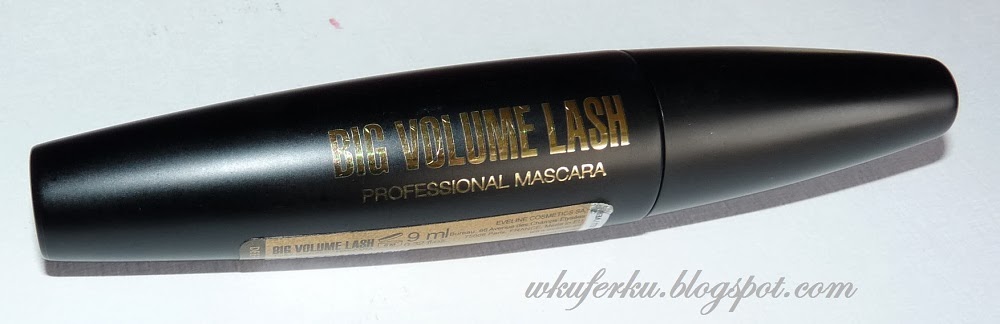 BIG VOLUME LASH
PROFESSIONAL MASCARA
BIG VOLUME LASH
9 ml
EVELINE COSMETICS
wkuferku.blogspot.com